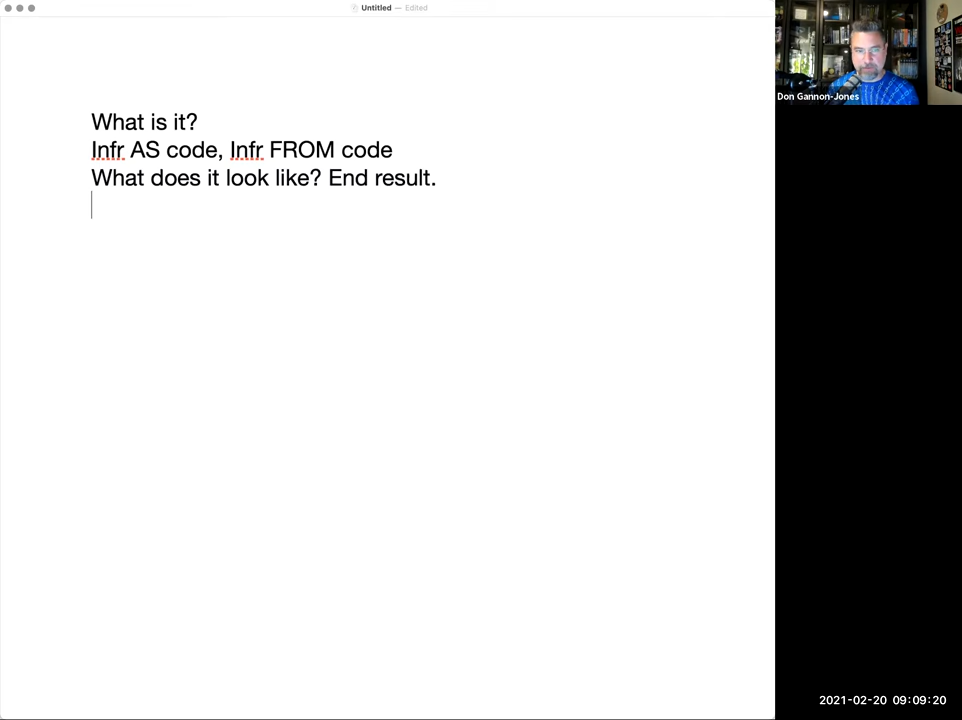 Untitled — Edited
What is it?
Infr AS code, Infr FROM code
What does it look like? End result.
Don Gannon-Jones
2021-02-20 09:09:20